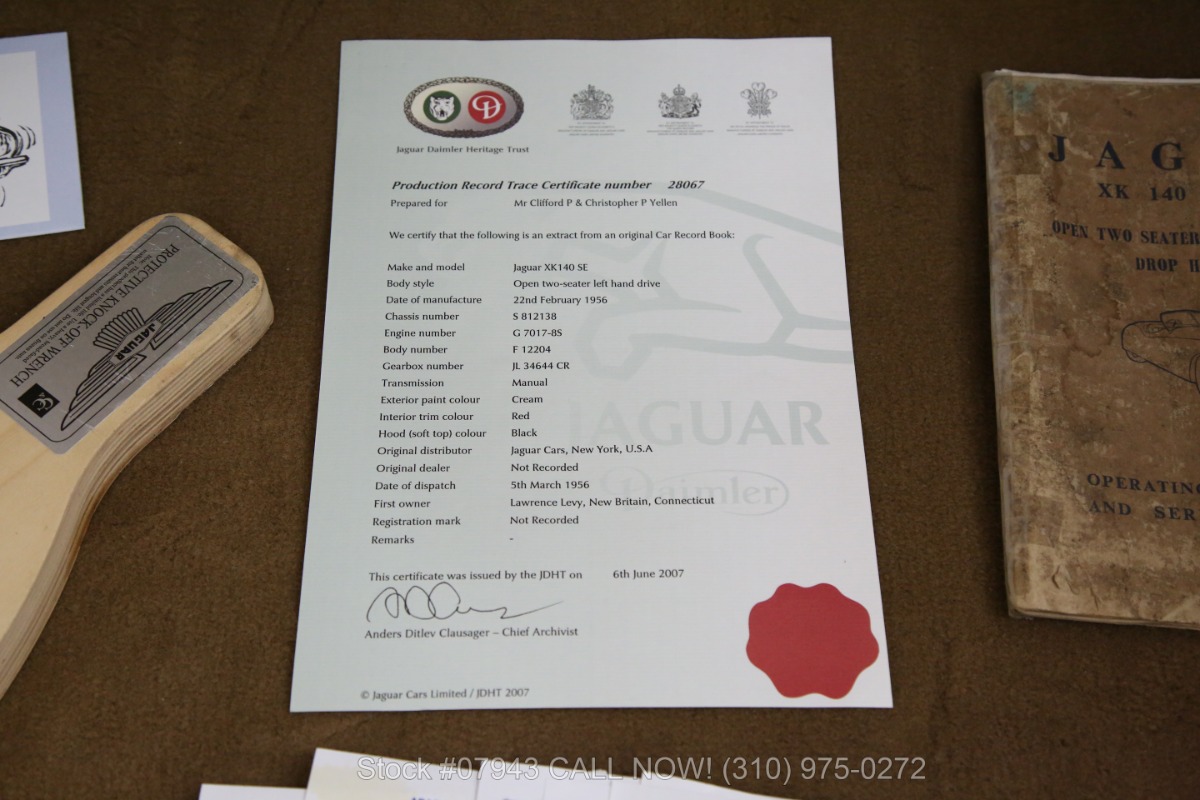 Jaguar Daimler Heritage Trust
Production Record Trace Certificate number 28067
Prepared for Mr Clifford P & Christopher P Yellen
We certify that the following is an extract from an original Car Record Book:
Make and model Jaguar XK140 SE
Body style Open two-seater left hand drive
Date of manufacture 22nd February 1956
Chassis number S 812138
Engine number G 7017-8S
Body number F 12204
Gearbox number JL 34644 CR
Transmission Manual
Exterior paint colour Cream
Interior trim colour Red
Hood (soft top) colour Black
Original distributor Jaguar Cars, New York, U.S.A
Original dealer Not Recorded
Date of dispatch 5th March 1956
First owner Lawrence Levy, New Britain, Connecticut
Registration mark Not Recorded
Remarks -
This certificate was issued by the JDHT on 6th June 2007
Anders Ditlev Clausager – Chief Archivist
© Jaguar Cars Limited / JDHT 2007
JAGUAR
Daimler
PROTECTIVE KNOCK-OFF WRENCH
JAGUAR
JAG
XK 140
OPEN TWO SEATER
DROP H
OPERATING
AND SER
Stock #07943 CALL NOW! (310) 975-0272